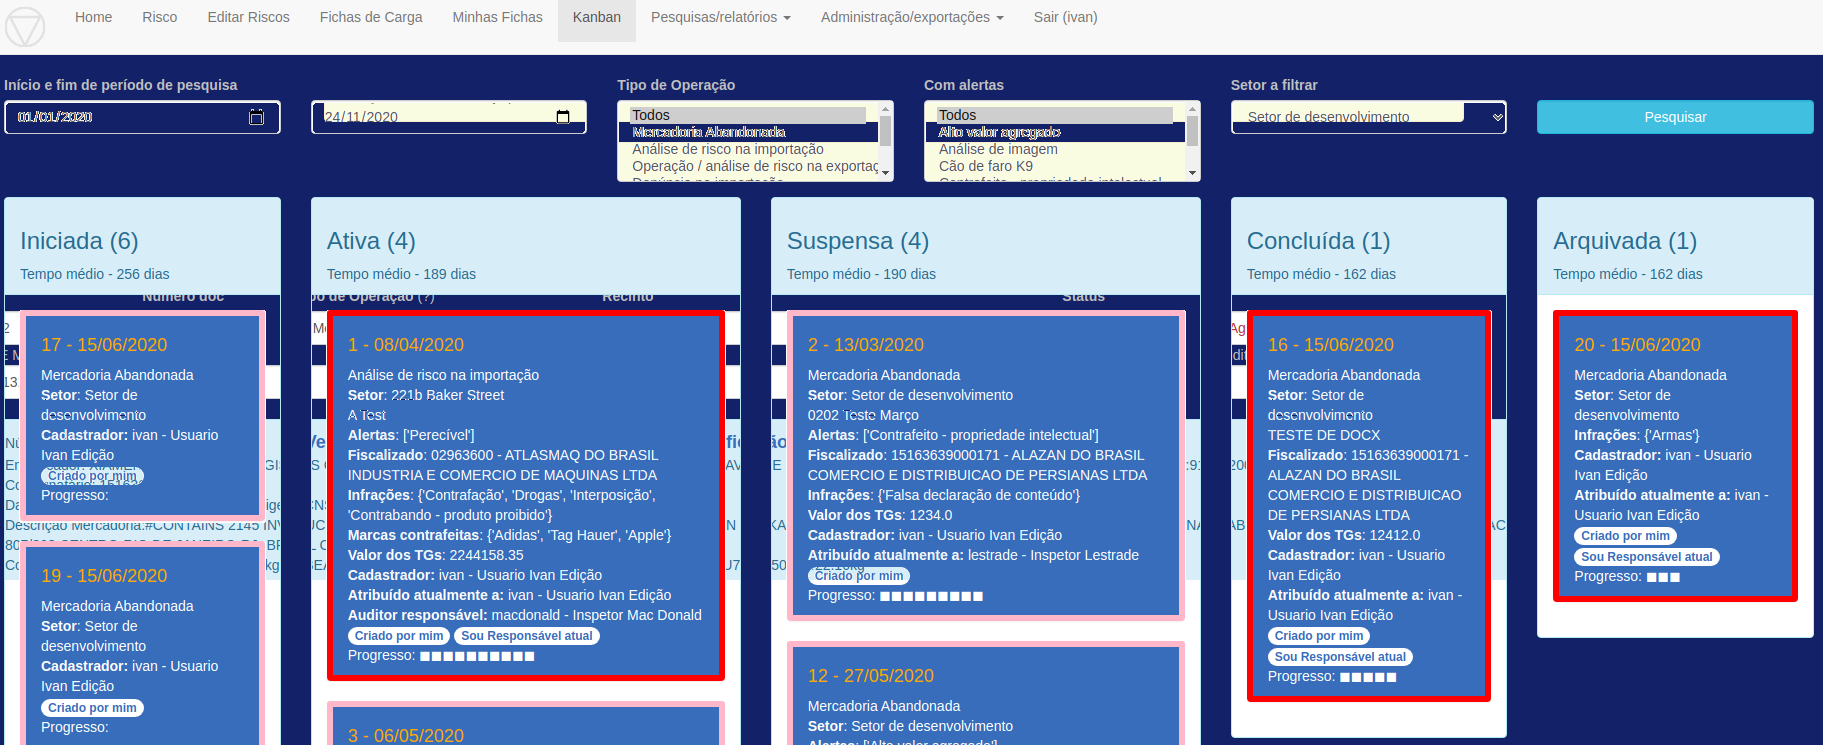 Home Risco Editar Riscos Fichas de Carga Minhas Fichas Kanban Pesquisas/relatórios Administração/exportações Sair (ivan)
Início e fim de período de pesquisa Tipo de Operação Com alertas Setor a filtrar
01/01/2020 24/11/2020 Todos Todos Setor de desenvolvimento Pesquisar
Mercadoria Abandonada Alto valor agregado
Análise de risco na importação Análise de imagem
Operação / análise de risco na exportaç Cão de faro K9
Denúncia na importação Contrafeito - propriedade intelectual
Iniciada (6)
Tempo médio - 256 dias
Número doc
17 - 15/06/2020
Mercadoria Abandonada
Setor: Setor de
desenvolvimento
Cadastrador: ivan - Usuario
Ivan Edição
Criado por mim
Progresso:
Descrição Mercadoria:#CONTAINS 2145 INV
19 - 15/06/2020
Mercadoria Abandonada
Setor: Setor de
desenvolvimento
Cadastrador: ivan - Usuario
Ivan Edição
Criado por mim
Progresso:
Ativa (4)
Tempo médio - 189 dias
po de Operação (?) Recinto
1 - 08/04/2020
Análise de risco na importação
Setor: 221b Baker Street
A Test
Alertas: ['Perecível']
Fiscalizado: 02963600 - ATLASMAQ DO BRASIL
INDUSTRIA E COMERCIO DE MAQUINAS LTDA
Infrações: {'Contrafação', 'Drogas', 'Interposição',
'Contrabando - produto proibido'}
Marcas contrafeitas: {'Adidas', 'Tag Hauer', 'Apple'}
Valor dos TGs: 2244158.35
Cadastrador: ivan - Usuario Ivan Edição
Atribuído atualmente a: ivan - Usuario Ivan Edição
Auditor responsável: macdonald - Inspetor Mac Donald
Criado por mim Sou Responsável atual
Progresso: ■■■■■■■■■■
3 - 06/05/2020
Suspensa (4)
Tempo médio - 190 dias
Status
2 - 13/03/2020
Mercadoria Abandonada
Setor: Setor de desenvolvimento
0202 Teste Março
Alertas: ['Contrafeito - propriedade intelectual']
Fiscalizado: 15163639000171 - ALAZAN DO BRASIL
COMERCIO E DISTRIBUICAO DE PERSIANAS LTDA
Infrações: {'Falsa declaração de conteúdo'}
Valor dos TGs: 1234.0
Cadastrador: ivan - Usuario Ivan Edição
Atribuído atualmente a: lestrade - Inspetor Lestrade
Criado por mim
Progresso: ■■■■■■■■■
12 - 27/05/2020
Mercadoria Abandonada
Setor: Setor de desenvolvimento
Alertas: ['Alto valor agregado']
Concluída (1)
Tempo médio - 162 dias
16 - 15/06/2020
Mercadoria Abandonada
Setor: Setor de
desenvolvimento
TESTE DE DOCX
Fiscalizado: 15163639000171 -
ALAZAN DO BRASIL
COMERCIO E DISTRIBUICAO
DE PERSIANAS LTDA
Valor dos TGs: 12412.0
Cadastrador: ivan - Usuario
Ivan Edição
Atribuído atualmente a: ivan -
Usuario Ivan Edição
Criado por mim
Sou Responsável atual
Progresso: ■■■■■
Arquivada (1)
Tempo médio - 162 dias
20 - 15/06/2020
Mercadoria Abandonada
Setor: Setor de
desenvolvimento
Infrações: {'Armas'}
Cadastrador: ivan - Usuario
Ivan Edição
Atribuído atualmente a: ivan -
Usuario Ivan Edição
Criado por mim
Sou Responsável atual
Progresso: ■■■